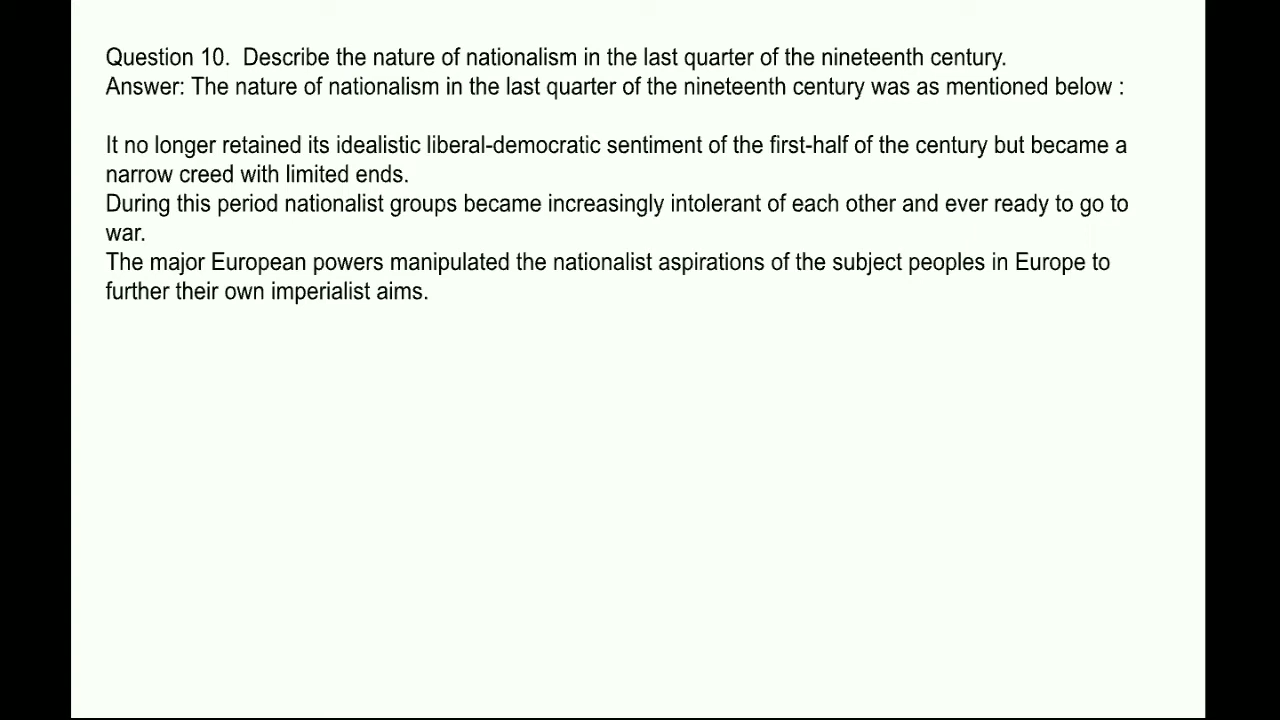 Question 10.  Describe the nature of nationalism in the last quarter of the nineteenth century.
Answer: The nature of nationalism in the last quarter of the nineteenth century was as mentioned below :
It no longer retained its idealistic liberal-democratic sentiment of the first-half of the century but became a
narrow creed with limited ends.
During this period nationalist groups became increasingly intolerant of each other and ever ready to go to
war.
The major European powers manipulated the nationalist aspirations of the subject peoples in Europe to
further their own imperialist aims.